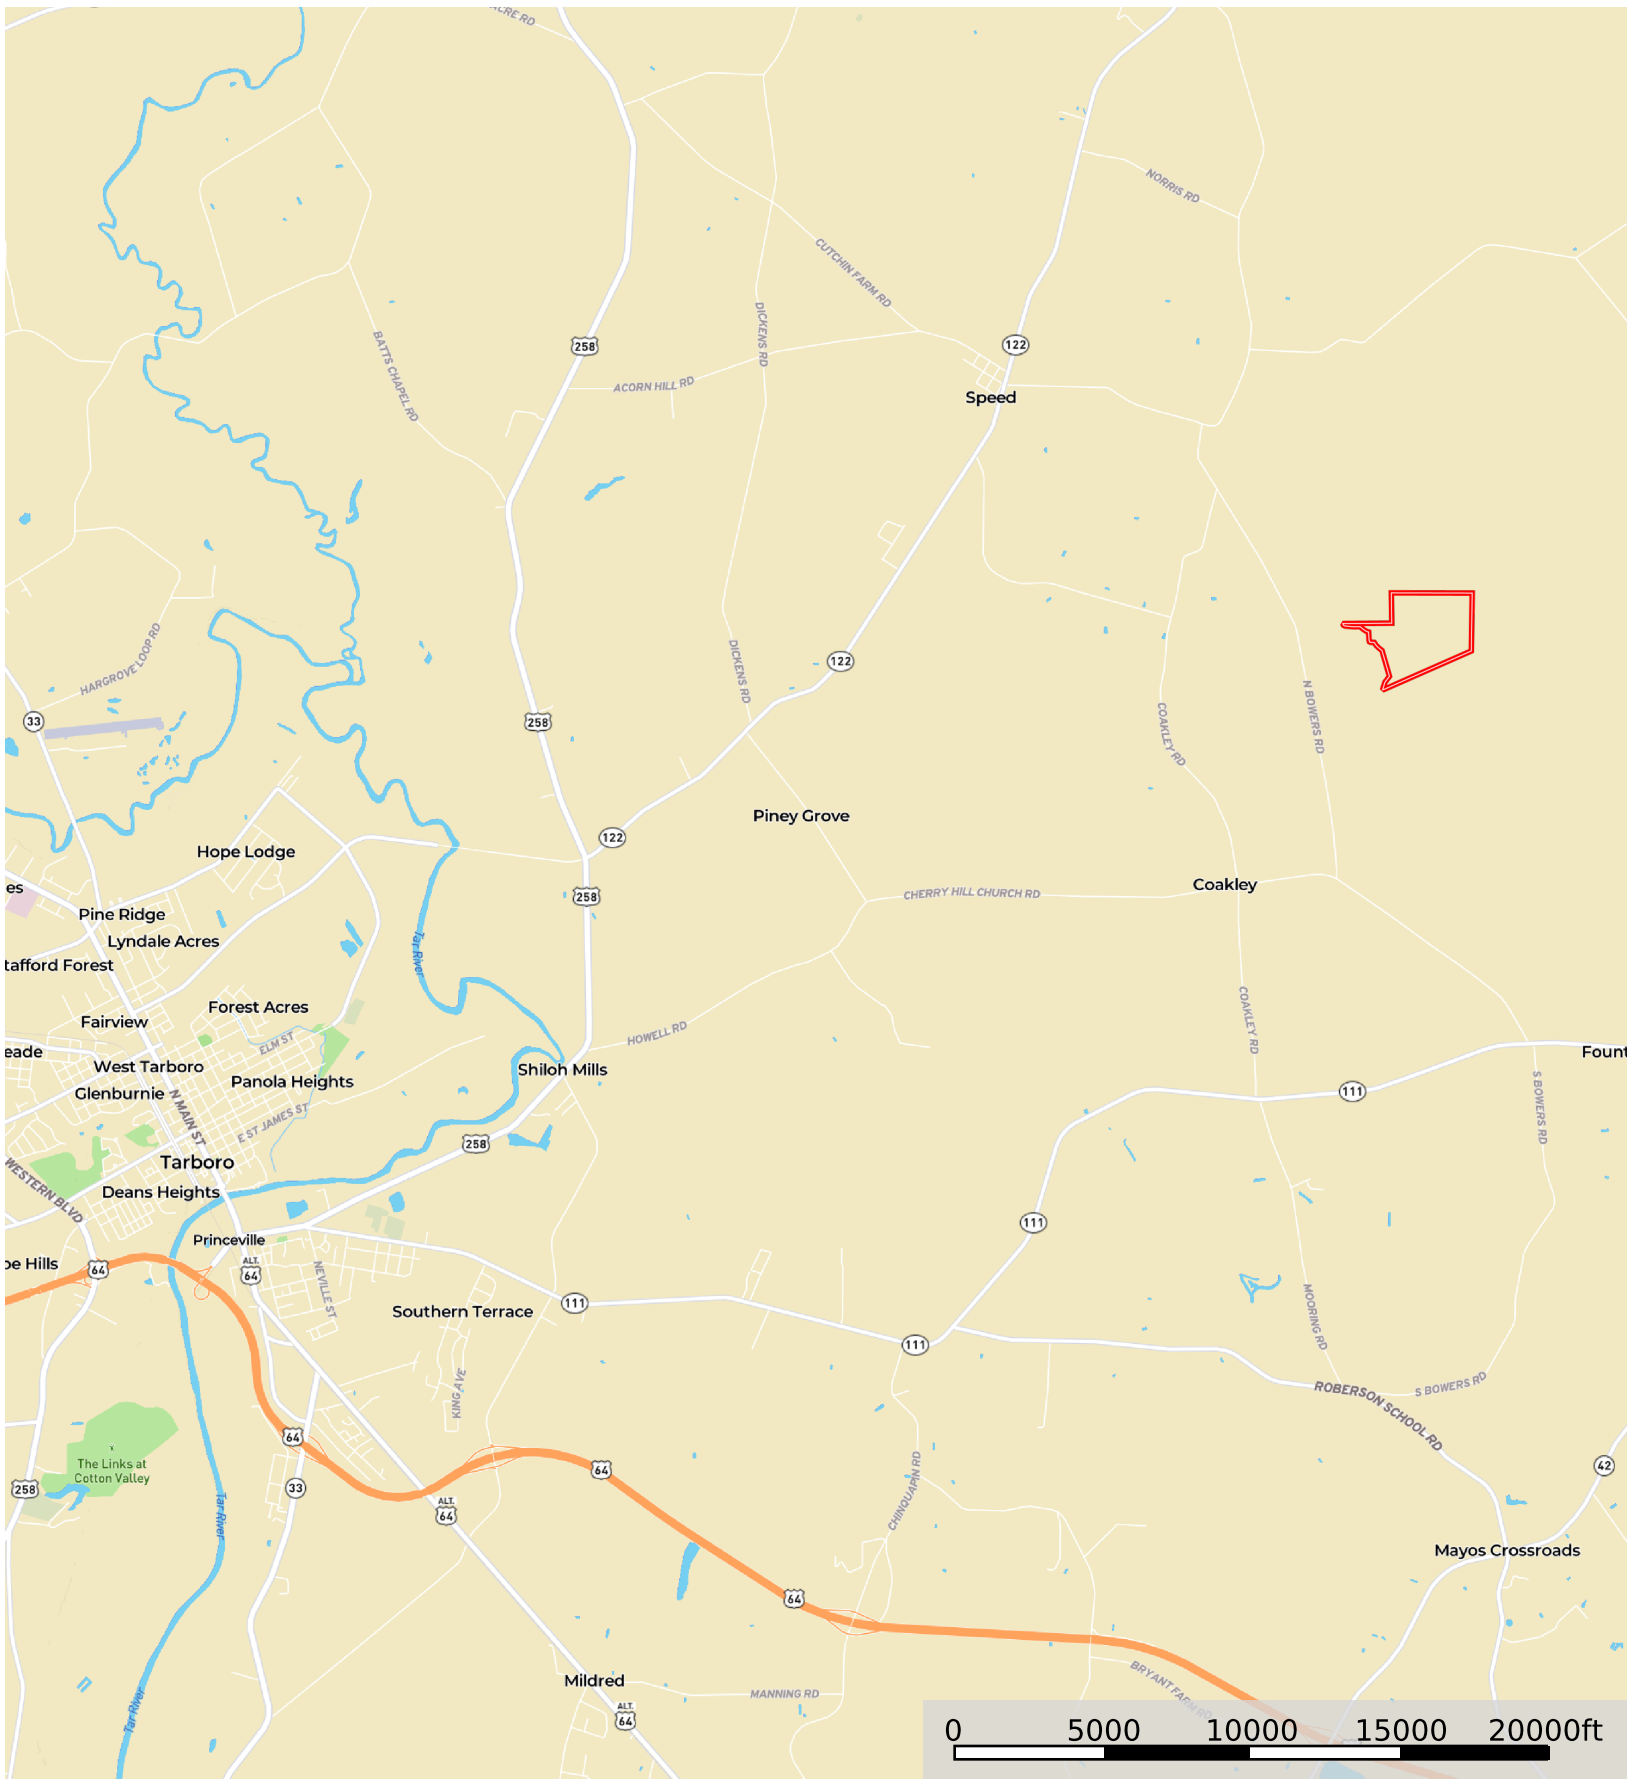 ACRE RD
NORRIS RD
CUTCHIN FARM RD
DICKENS RD
BATTS CHAPEL RD
258
122
ACORN HILL RD
Speed
HARGROVE LOOP RD
DICKENS RD
122
33
258
N BOWERS RD
COAKLEY RD
Piney Grove
122
Hope Lodge
es
258
Coakley
CHERRY HILL CHURCH RD
Pine Ridge
Lyndale Acres
Tar River
tafford Forest
Forest Acres
Fairview
COAKLEY RD
HOWELL RD
ELM ST
eade
Fount
West Tarboro
Shiloh Mills
Panola Heights
Glenburnie
111
N MAIN ST
S BOWERS RD
E ST JAMES ST
258
Tarboro
WESTERN BLVD
Deans Heights
111
Princeville
oe Hills
64
ALT.
64
NEVILLE ST
111
Southern Terrace
MOORING RD
111
KING AVE
S BOWERS RD
ROBERSON SCHOOL RD
64
The Links at
Cotton Valley
64
42
258
33
ALT.
64
CHINQUAPIN RD
Tar River
Mayos Crossroads
64
Mildred
MANNING RD
BRYANT FARM RD
Tar River
ALT.
64
0 5000 10000 15000 20000ft